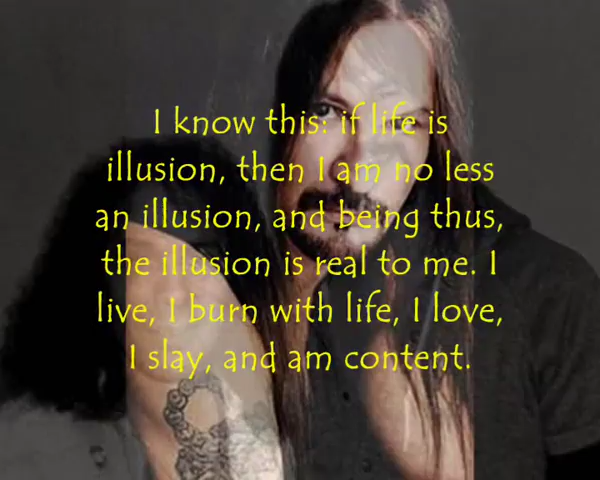 I know this: if life is
illusion, then I am no less
an illusion, and being thus,
the illusion is real to me. I
live, I burn with life, I love,
I slay, and am content.